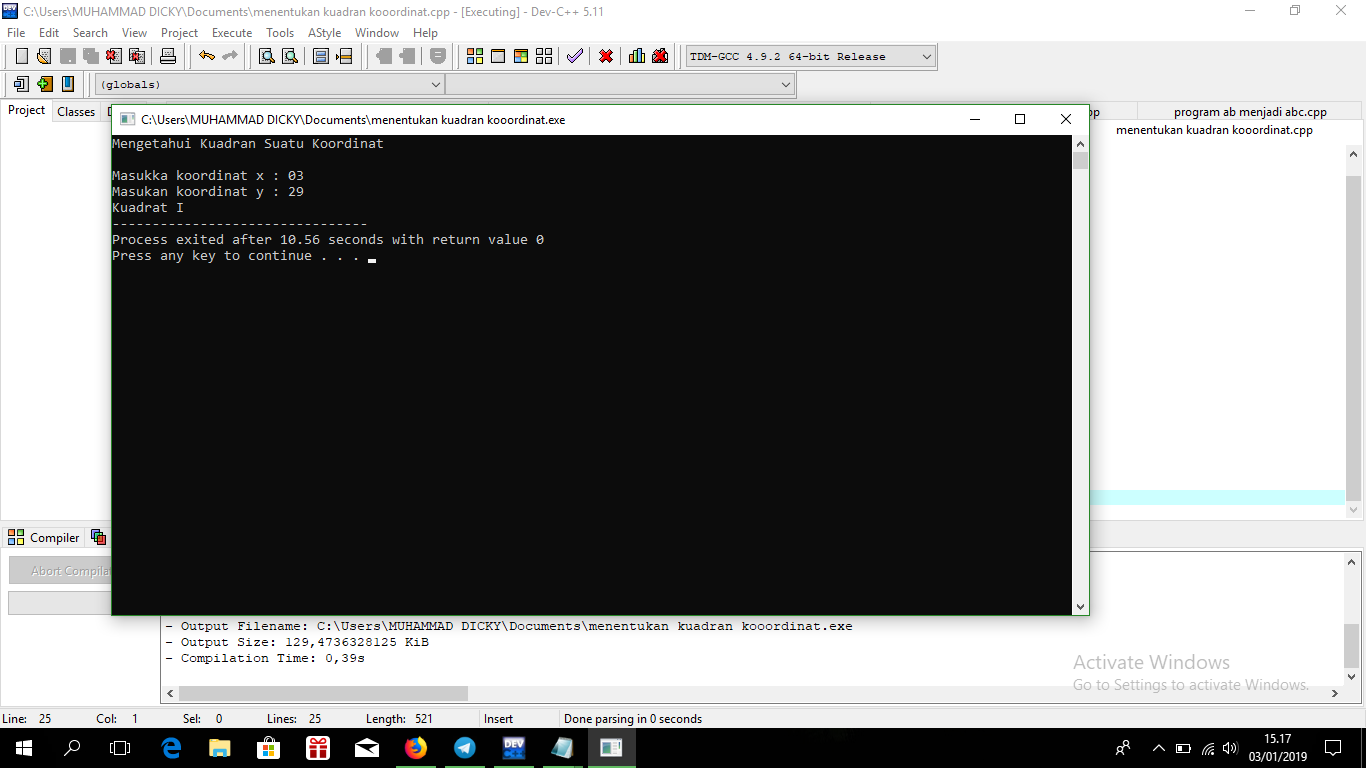 C:\Users\MUHAMMAD DICKY\Documents\menentukan kuadran kooordinat.cpp - [Executing] - Dev-C++ 5.11
File Edit Search View Project Execute Tools AStyle Window Help
TDM-GCC 4.9.2 64-bit Release
(globals)
Project Classes
pp program ab menjadi abc.cpp
menentukan kuadran kooordinat.cpp
C:\Users\MUHAMMAD DICKY\Documents\menentukan kuadran kooordinat.exe
Mengetahui Kuadran Suatu Koordinat
Masukka koordinat x : 03
Masukan koordinat y : 29
Kuadrat I
--------------------------------
Process exited after 10.56 seconds with return value 0
Press any key to continue . . .
Compiler
Abort Compilat
- Output Filename: C:\Users\MUHAMMAD DICKY\Documents\menentukan kuadran kooordinat.exe
- Output Size: 129,4736328125 KiB
- Compilation Time: 0,39s
Activate Windows
Go to Settings to activate Windows.
Line: 25 Col: 1 Sel: 0 Lines: 25 Length: 521 Insert Done parsing in 0 seconds
DEV
15.17
03/01/2019